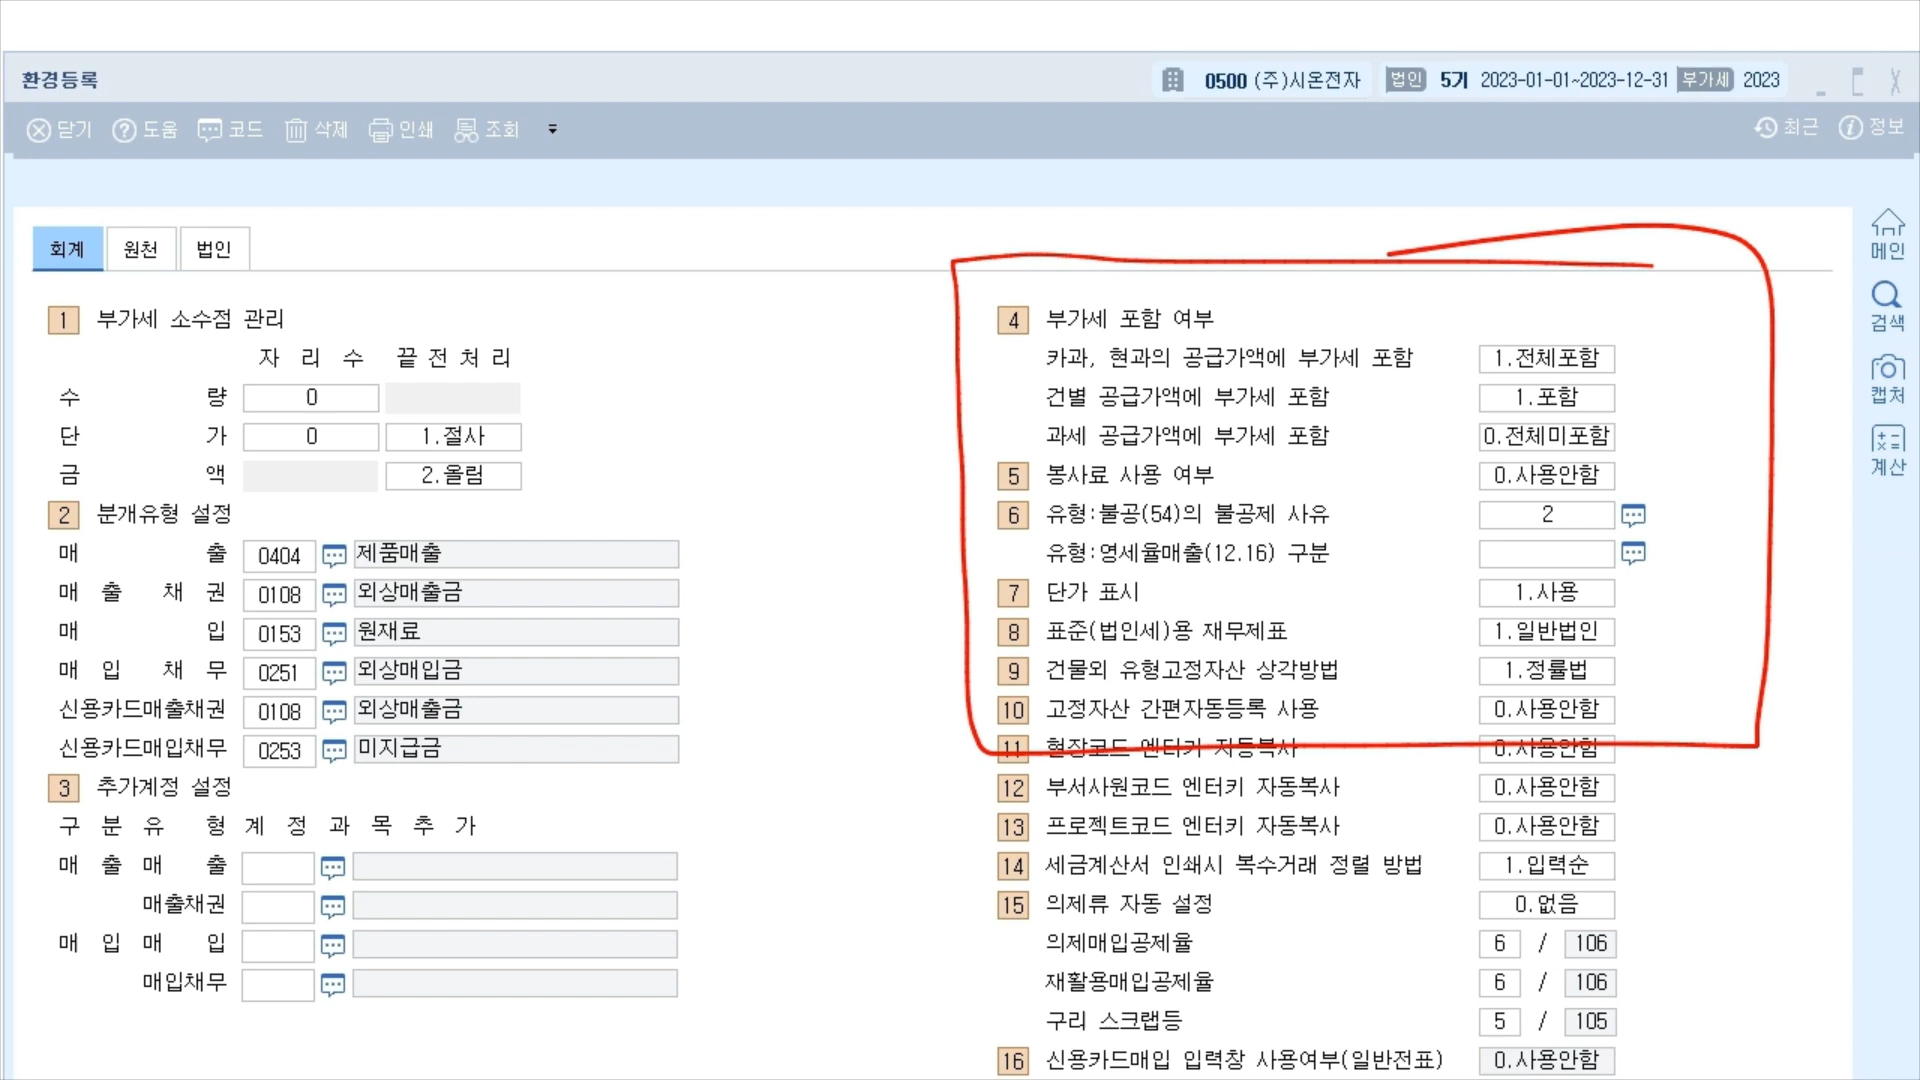 환경등록
0500 (주)시온전자 법인 5기 2023-01-01~2023-12-31 부가세 2023
닫기 도움 코드 삭제 인쇄 조회 최근 정보
회계 원천 법인
메인
검색
캡처
계산
1 부가세 소수점 관리
자 리 수 끝 전 처 리
수 량 0
단 가 0 1.절사
금 액 2.올림
2 분개유형 설정
매 출 0404 제품매출
매 출 채 권 0108 외상매출금
매 입 0153 원재료
매 입 채 무 0251 외상매입금
신용카드매출채권 0108 외상매출금
신용카드매입채무 0253 미지급금
3 추가계정 설정
구 분 유 형 계 정 과 목 추 가
매 출 매 출
매출채권
매 입 매 입
매입채무
4 부가세 포함 여부
카과, 현과의 공급가액에 부가세 포함 1.전체포함
건별 공급가액에 부가세 포함 1.포함
과세 공급가액에 부가세 포함 0.전체미포함
5 봉사료 사용 여부 0.사용안함
6 유형:불공(54)의 불공제 사유 2
유형:영세율매출(12.16) 구분
7 단가 표시 1.사용
8 표준(법인세)용 재무제표 1.일반법인
9 건물외 유형고정자산 상각방법 1.정률법
10 고정자산 간편자동등록 사용 0.사용안함
11 현장코드 엔터키 자동복사 0.사용안함
12 부서사원코드 엔터키 자동복사 0.사용안함
13 프로젝트코드 엔터키 자동복사 0.사용안함
14 세금계산서 인쇄시 복수거래 정렬 방법 1.입력순
15 의제류 자동 설정 0.없음
의제매입공제율 6 / 106
재활용매입공제율 6 / 106
구리 스크랩등 5 / 105
16 신용카드매입 입력창 사용여부(일반전표) 0.사용안함